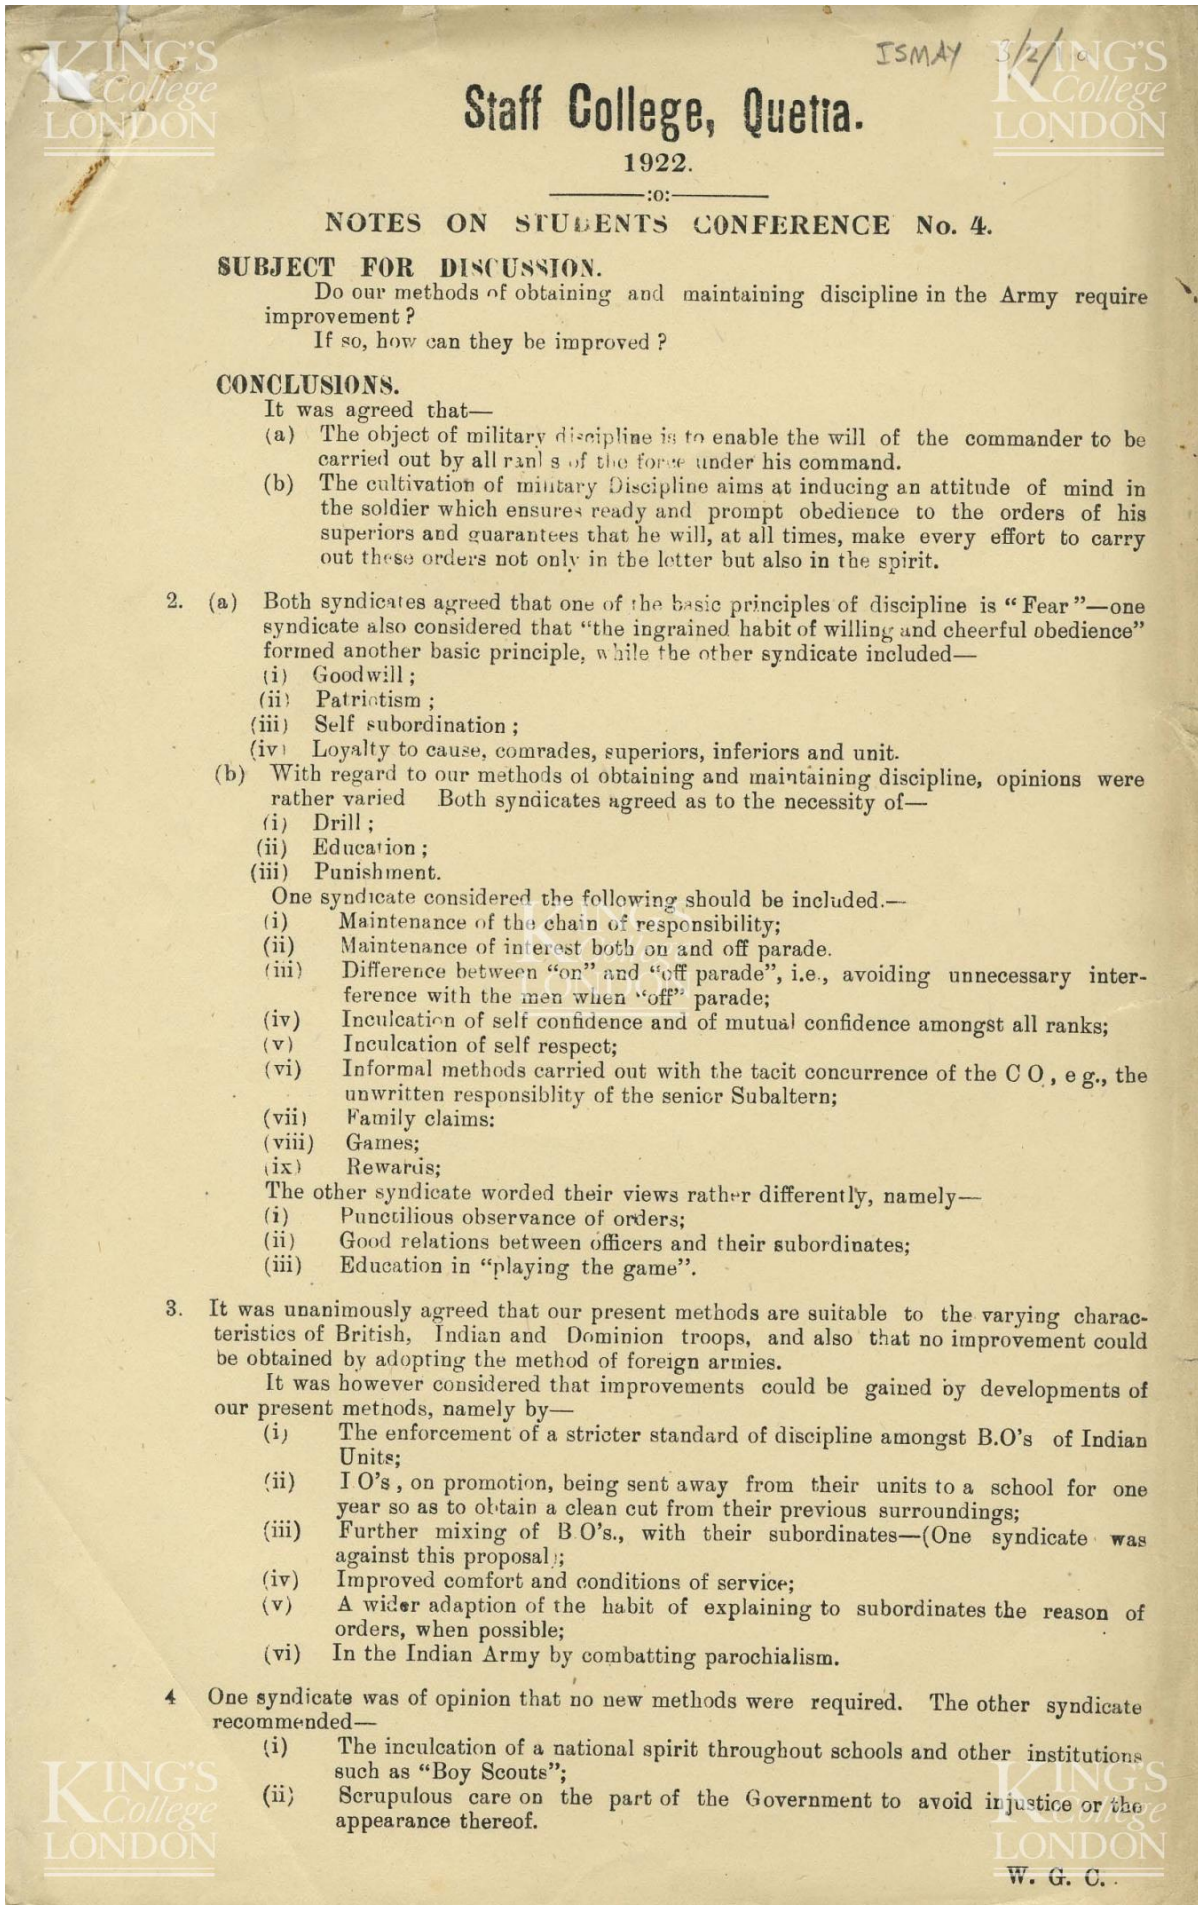 ISMAY
Staff College, Quetta.
1922.
:o:
NOTES ON STUDENTS CONFERENCE No. 4.
SUBJECT FOR DISCUSSION.
Do our methods of obtaining and maintaining discipline in the Army require
improvement ?
If so, how can they be improved ?
CONCLUSIONS.
It was agreed that—
(a) The object of military discipline is to enable the will of the commander to be
carried out by all ranks of the force under his command.
(b) The cultivation of military Discipline aims at inducing an attitude of mind in
the soldier which ensures ready and prompt obedience to the orders of his
superiors and guarantees that he will, at all times, make every effort to carry
out these orders not only in the letter but also in the spirit.
2. (a) Both syndicates agreed that one of the basic principles of discipline is “Fear”—one
syndicate also considered that “the ingrained habit of willing and cheerful obedience”
formed another basic principle, while the other syndicate included—
(i) Goodwill ;
(ii) Patriotism ;
(iii) Self subordination ;
(iv) Loyalty to cause, comrades, superiors, inferiors and unit.
(b) With regard to our methods of obtaining and maintaining discipline, opinions were
rather varied Both syndicates agreed as to the necessity of—
(i) Drill ;
(ii) Education ;
(iii) Punishment.
One syndicate considered the following should be included.—
(i) Maintenance of the chain of responsibility;
(ii) Maintenance of interest both on and off parade.
(iii) Difference between “on” and “off parade”, i.e., avoiding unnecessary inter-
ference with the men when “off” parade;
(iv) Inculcation of self confidence and of mutual confidence amongst all ranks;
(v) Inculcation of self respect;
(vi) Informal methods carried out with the tacit concurrence of the C O., e g., the
unwritten responsiblity of the senior Subaltern;
(vii) Family claims:
(viii) Games;
(ix) Rewards;
The other syndicate worded their views rather differently, namely—
(i) Punctilious observance of orders;
(ii) Good relations between officers and their subordinates;
(iii) Education in “playing the game”.
3. It was unanimously agreed that our present methods are suitable to the varying charac-
teristics of British, Indian and Dominion troops, and also that no improvement could
be obtained by adopting the method of foreign armies.
It was however considered that improvements could be gained by developments of
our present methods, namely by—
(i) The enforcement of a stricter standard of discipline amongst B.O's of Indian
Units;
(ii) I O's, on promotion, being sent away from their units to a school for one
year so as to obtain a clean cut from their previous surroundings;
(iii) Further mixing of B O's., with their subordinates—(One syndicate was
against this proposal);
(iv) Improved comfort and conditions of service;
(v) A wider adaption of the habit of explaining to subordinates the reason of
orders, when possible;
(vi) In the Indian Army by combatting parochialism.
4 One syndicate was of opinion that no new methods were required. The other syndicate
recommended—
(i) The inculcation of a national spirit throughout schools and other institutions
such as “Boy Scouts”;
(ii) Scrupulous care on the part of the Government to avoid injustice or the
appearance thereof.
W. G. C.
KING'S College LONDON
KING'S College LONDON
KING'S College LONDON
KING'S College LONDON
KING'S College LONDON